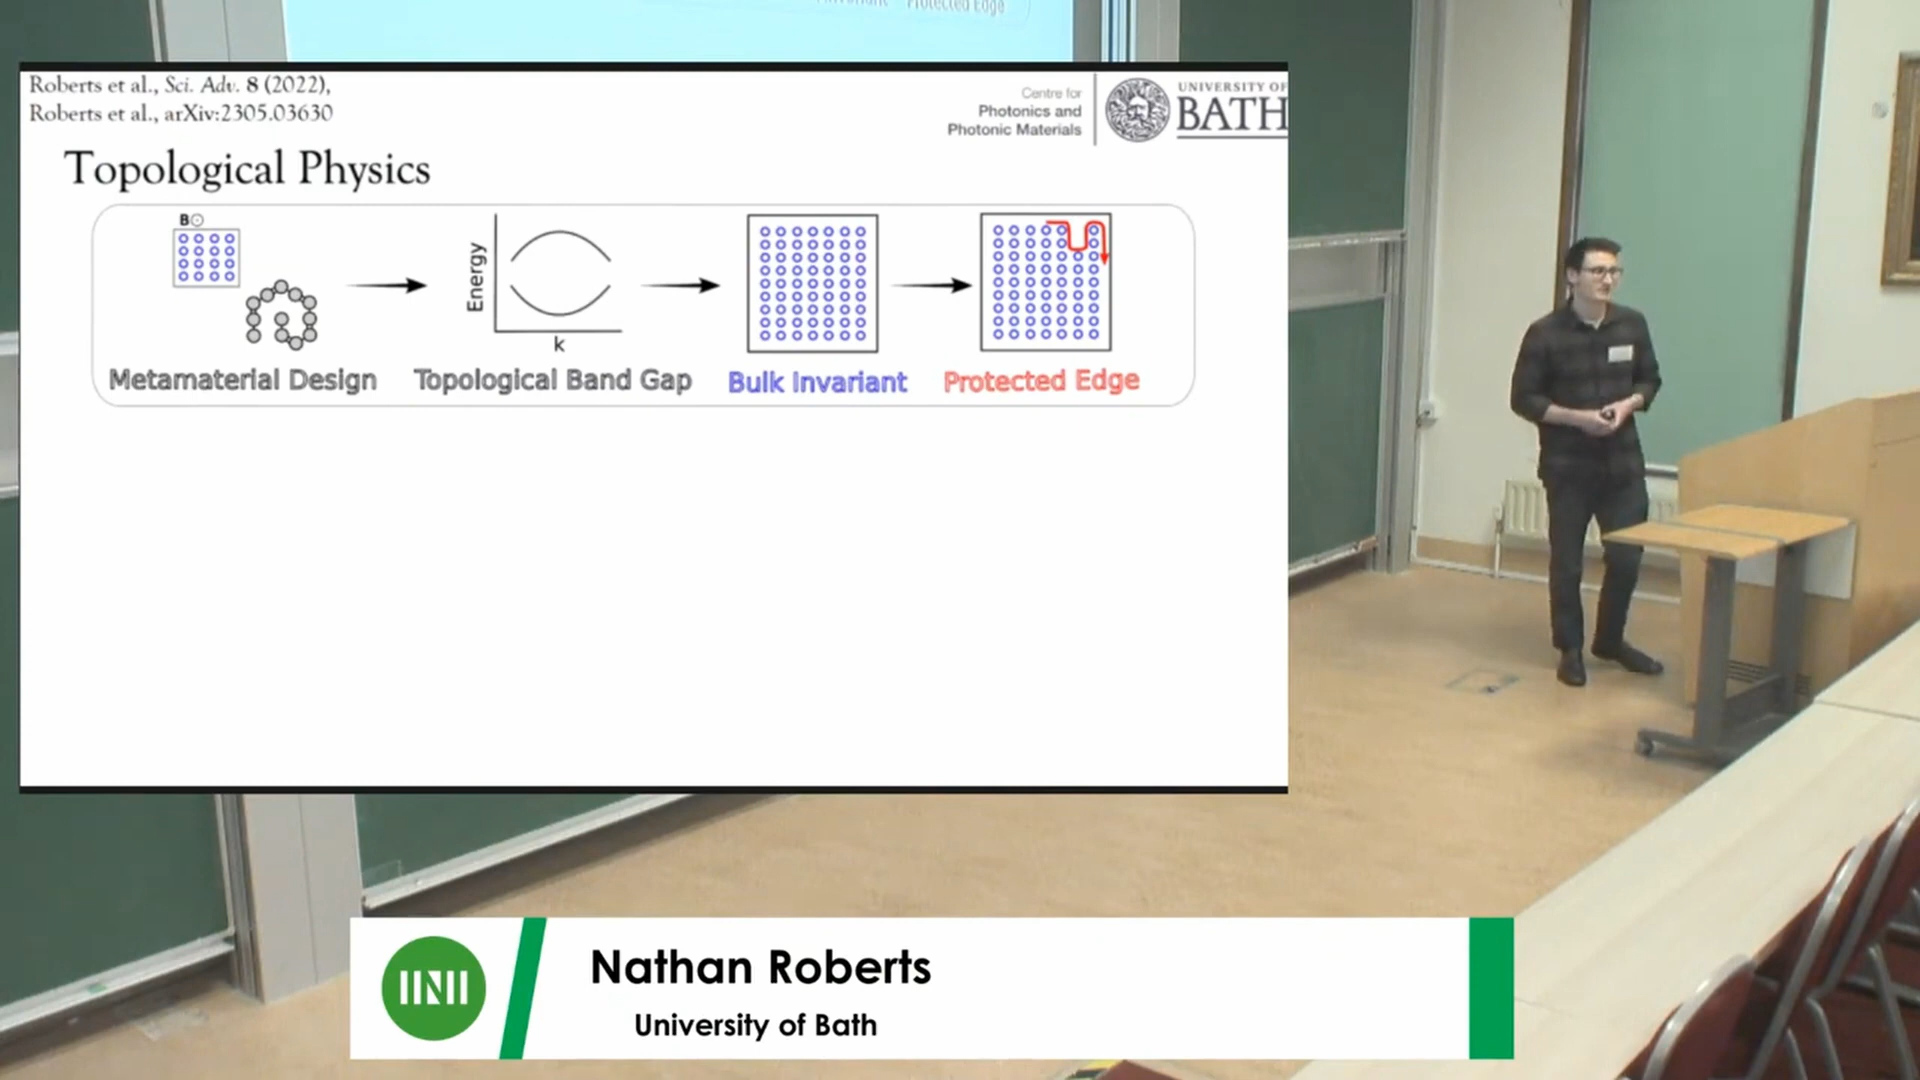 Protected Edge
Roberts et al., Sci. Adv. 8 (2022),
Roberts et al., arXiv:2305.03630
Centre for
Photonics and
Photonic Materials
UNIVERSITY OF
BATH
Topological Physics
B
Energy
k
Metamaterial Design
Topological Band Gap
Bulk Invariant
Protected Edge
Nathan Roberts
University of Bath